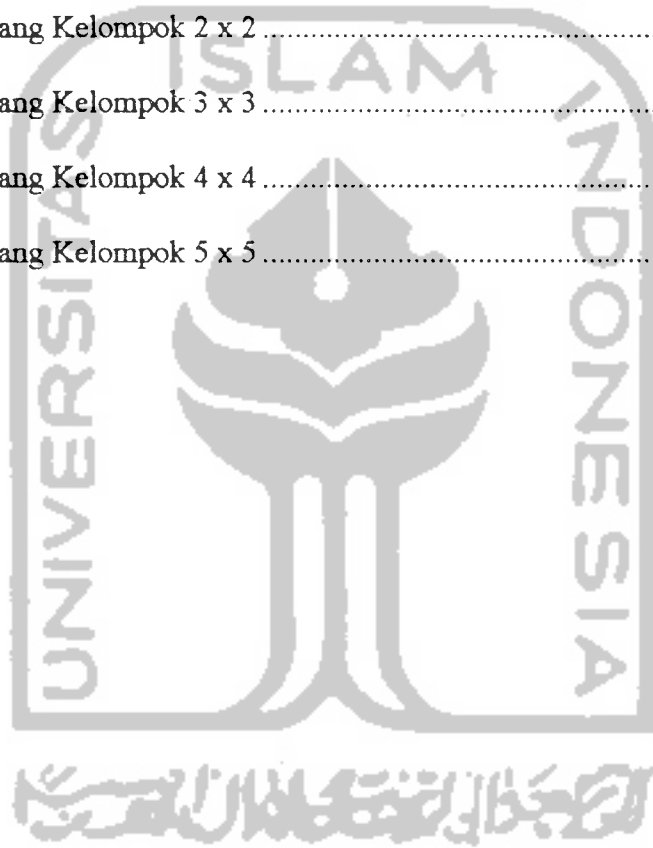 ang Kelompok 2 x 2 ........................................................
ang Kelompok 3 x 3 ........................................................
ang Kelompok 4 x 4 ........................................................
ang Kelompok 5 x 5 ........................................................
UNIVERSITAS
ISLAM
INDONESIA